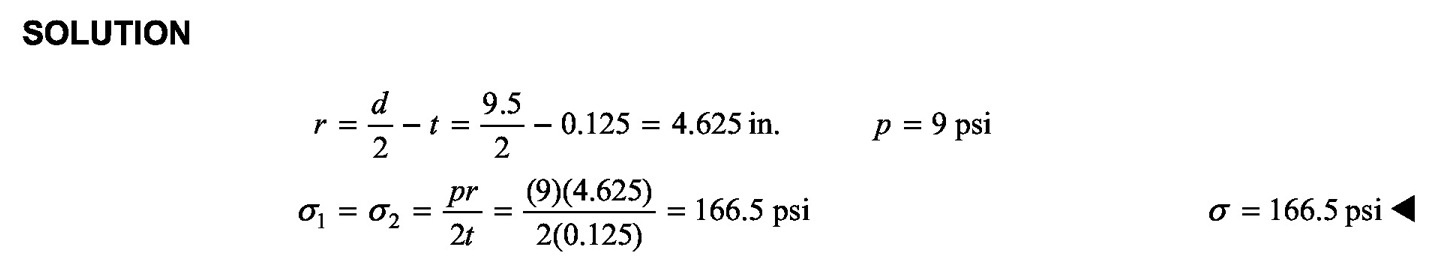 SOLUTION
r = d/2 − t = 9.5/2 − 0.125 = 4.625 in. p = 9 psi
σ₁ = σ₂ = pr/2t = (9)(4.625)/2(0.125) = 166.5 psi σ = 166.5 psi ◀